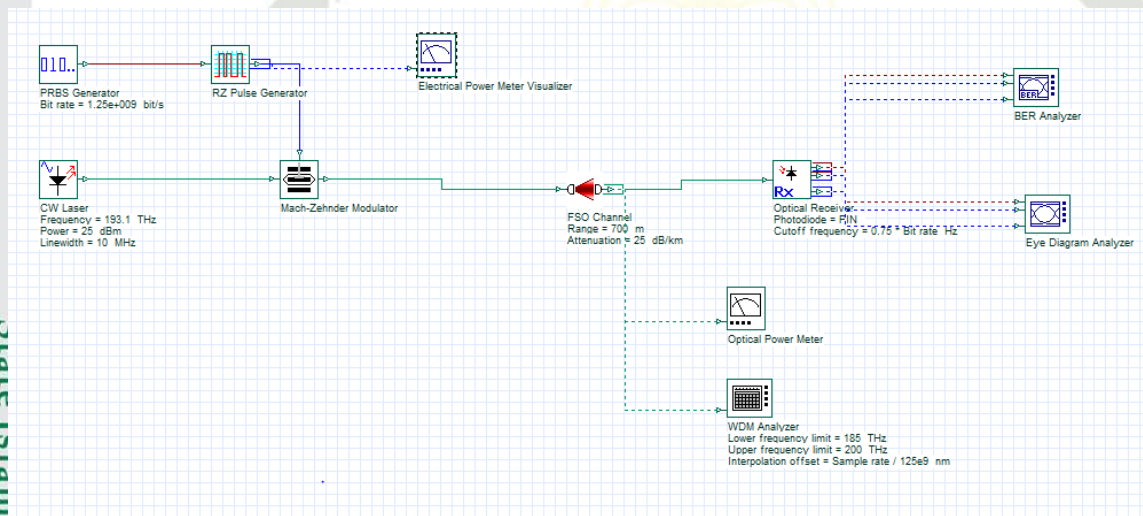 010..
PRBS Generator
Bit rate = 1.25e+009 bit/s
RZ Pulse Generator
Electrical Power Meter Visualizer
BER
BER Analyzer
CW Laser
Frequency = 193.1 THz
Power = 25 dBm
Linewidth = 10 MHz
Mach-Zehnder Modulator
FSO Channel
Range = 700 m
Attenuation = 25 dB/km
Rx
Optical Receiver
Photodiode = PIN
Cutoff frequency = 0.75 * Bit rate Hz
Eye Diagram Analyzer
Optical Power Meter
WDM Analyzer
Lower frequency limit = 185 THz
Upper frequency limit = 200 THz
Interpolation offset = Sample rate / 125e9 nm